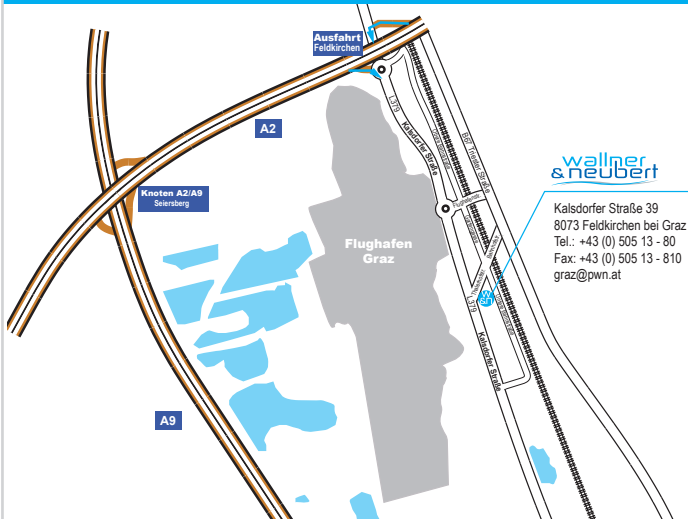 Ausfahrt
Feldkirchen
A2
Knoten A2/A9
Seiersberg
A9
Flughafen
Graz
L379
Kalsdorfer Straße
B67 Triester Straße
Flughafenstr.
L379
Kalsdorfer Straße
wallner
& neubert
Kalsdorfer Straße 39
8073 Feldkirchen bei Graz
Tel.: +43 (0) 505 13 - 80
Fax: +43 (0) 505 13 - 810
graz@pwn.at